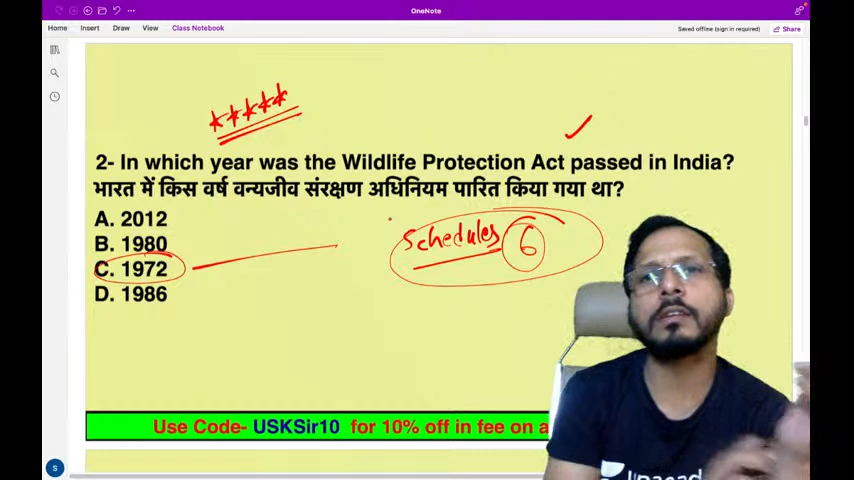 OneNote
Home Insert Draw View Class Notebook
Saved offline (sign in required) Share
2- In which year was the Wildlife Protection Act passed in India?
भारत में किस वर्ष वन्यजीव संरक्षण अधिनियम पारित किया गया था?
A. 2012
B. 1980
C. 1972
D. 1986
Schedules 6
Use Code- USKSir10 for 10% off in fee on a
S